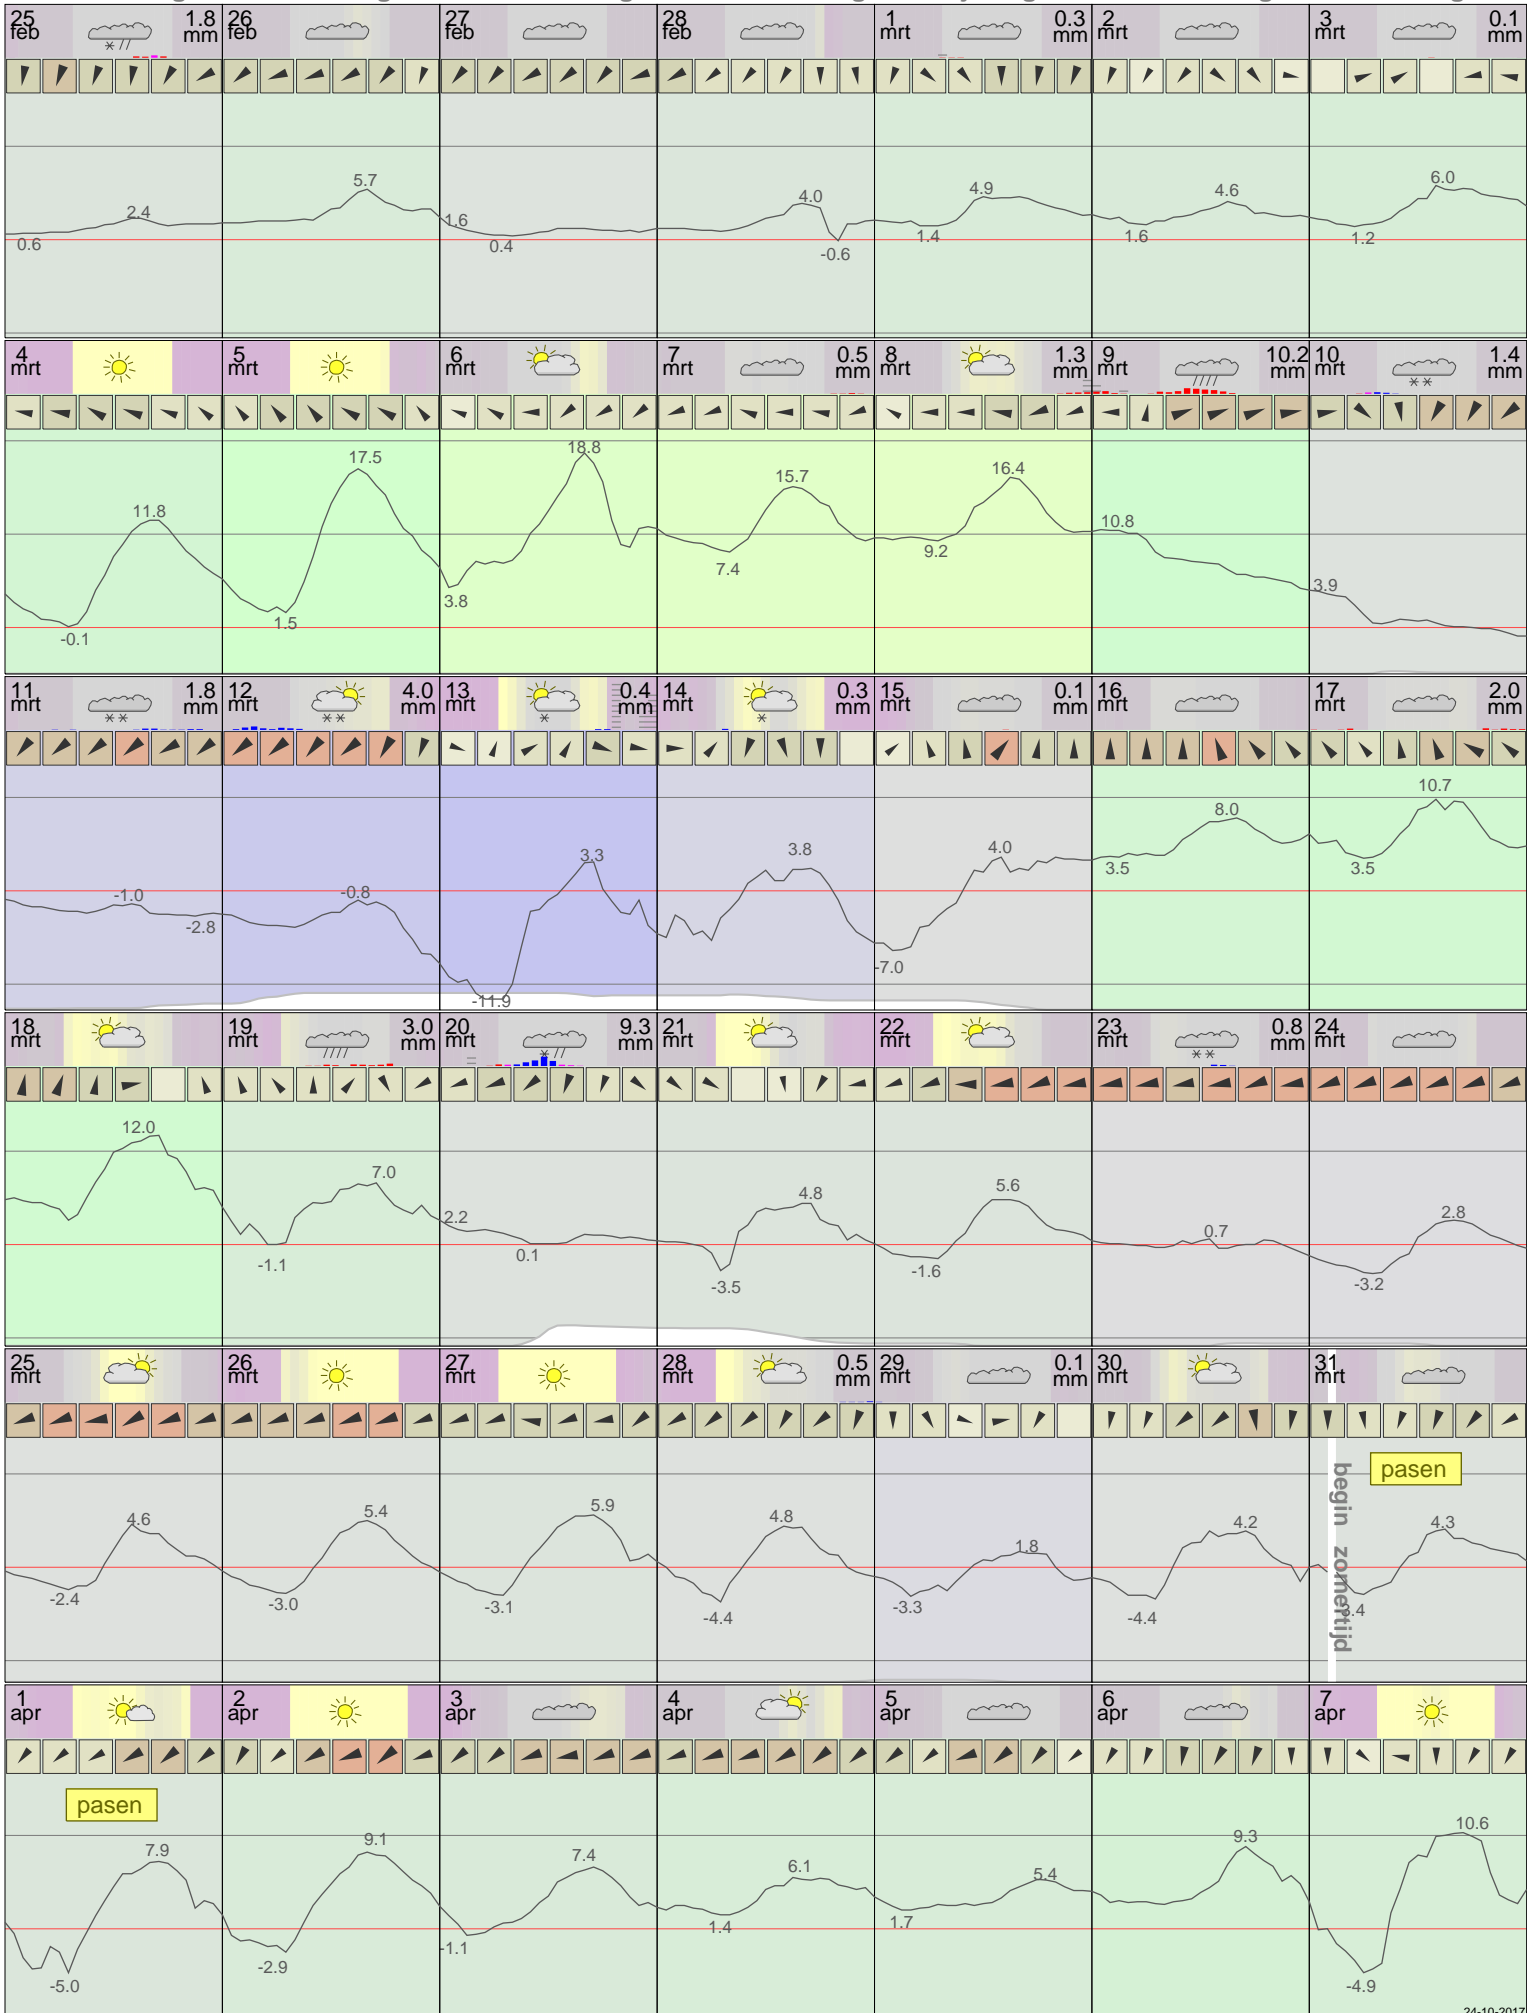 25 feb 1.8 mm
26 feb
27 feb
28 feb
1 mrt 0.3 mm
2 mrt
3 mrt 0.1 mm
0.6 2.4 5.7 1.6 0.4 4.0 -0.6 1.4 4.9 1.6 4.6 1.2 6.0
4 mrt
5 mrt
6 mrt
7 mrt 0.5 mm
8 mrt 1.3 mm
9 mrt 10.2 mm
10 mrt 1.4 mm
-0.1 11.8 1.5 17.5 3.8 18.8 7.4 15.7 9.2 16.4 10.8 3.9
11 mrt 1.8 mm
12 mrt 4.0 mm
13 mrt 0.4 mm
14 mrt 0.3 mm
15 mrt 0.1 mm
16 mrt
17 mrt 2.0 mm
-1.0 -2.8 -0.8 -11.9 3.3 3.8 -7.0 4.0 3.5 8.0 3.5 10.7
18 mrt
19 mrt 3.0 mm
20 mrt 9.3 mm
21 mrt
22 mrt
23 mrt 0.8 mm
24 mrt
12.0 -1.1 7.0 2.2 0.1 -3.5 4.8 -1.6 5.6 0.7 -3.2 2.8
25 mrt
26 mrt
27 mrt
28 mrt 0.5 mm
29 mrt 0.1 mm
30 mrt
31 mrt
pasen
begin zomertijd
-2.4 4.6 -3.0 5.4 -3.1 5.9 -4.4 4.8 -3.3 1.8 -4.4 4.2 3.4 4.3
1 apr
2 apr
3 apr
4 apr
5 apr
6 apr
7 apr
pasen
-5.0 7.9 -2.9 9.1 -1.1 7.4 1.4 6.1 1.7 5.4 9.3 -4.9 10.6
24-10-2017